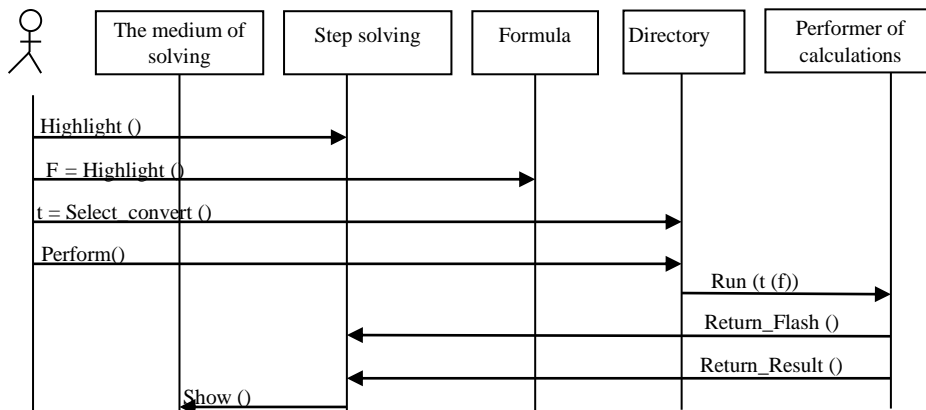 The medium of
solving
Step solving
Formula
Directory
Performer of
calculations
Highlight ()
F = Highlight ()
t = Select_convert ()
Perform()
Run (t (f))
Return_Flash ()
Return_Result ()
Show ()